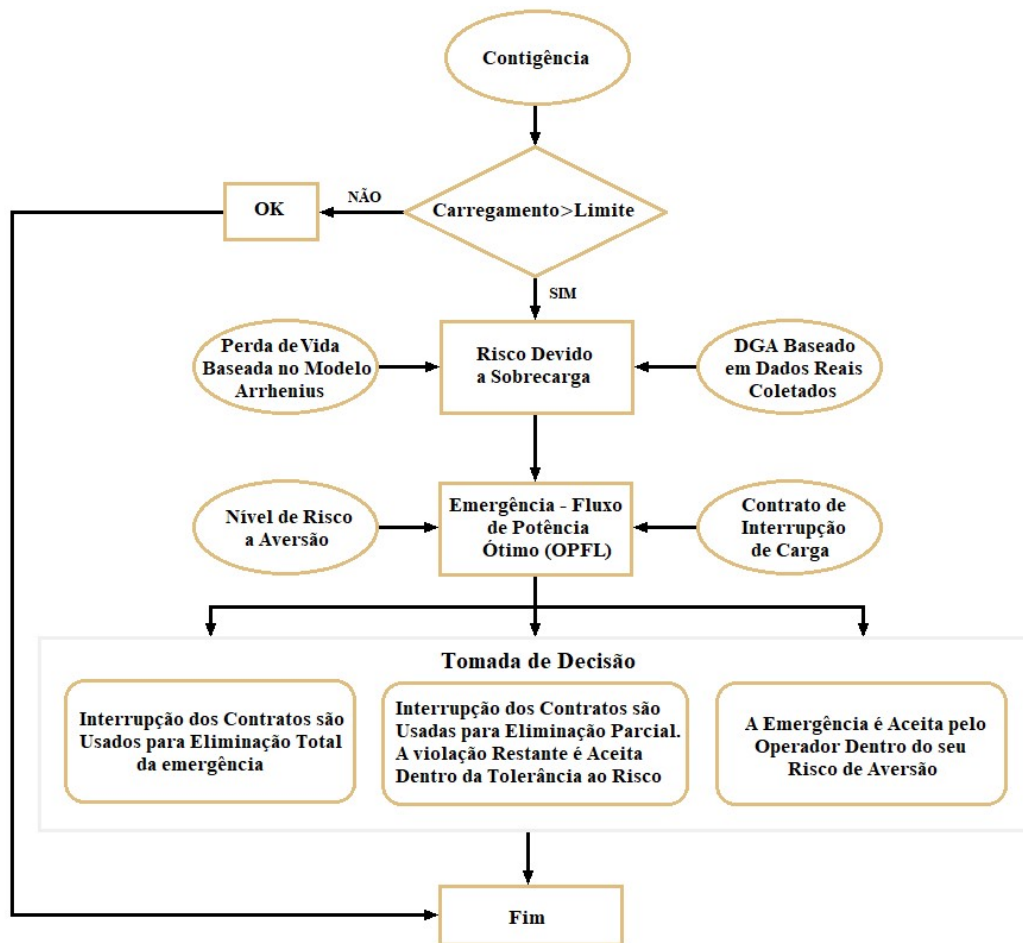 Contigência
NÃO
OK
Carregamento>Limite
SIM
Perda de Vida
Baseada no Modelo
Arrhenius
Risco Devido
a Sobrecarga
DGA Baseado
em Dados Reais
Coletados
Nível de Risco
a Aversão
Emergência - Fluxo
de Potência
Ótimo (OPFL)
Contrato de
Interrupção
de Carga
Tomada de Decisão
Interrupção dos Contratos são
Usados para Eliminação Total
da emergência
Interrupção dos Contratos são
Usadas para Eliminação Parcial.
A violação Restante é Aceita
Dentro da Tolerância ao Risco
A Emergência é Aceita pelo
Operador Dentro do seu
Risco de Aversão
Fim